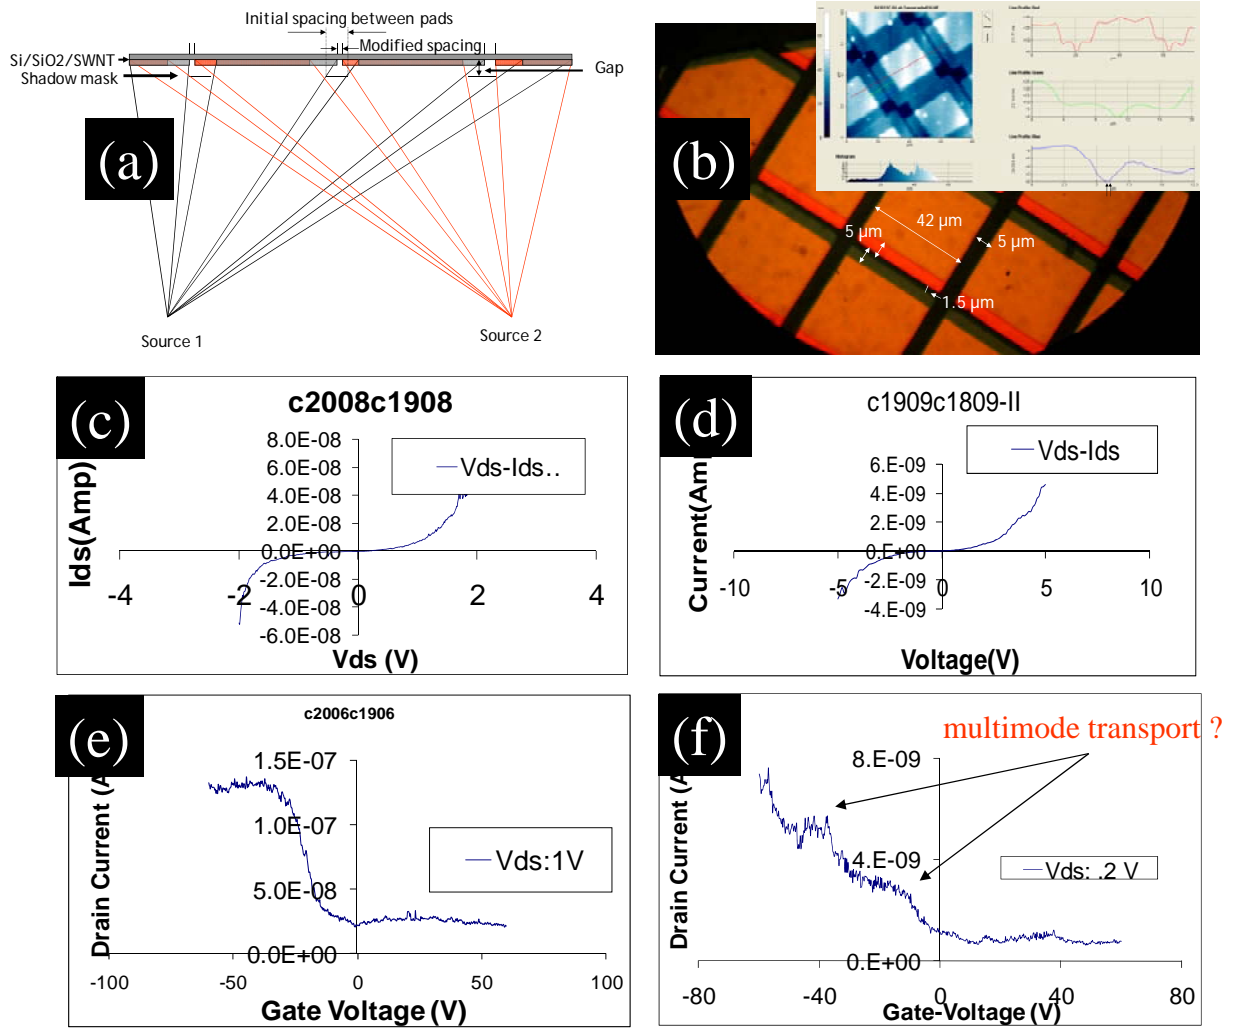 Initial spacing between pads
Modified spacing
Si/SiO2/SWNT
Shadow mask
Gap
(a)
Source 1
Source 2
(b)
42 µm
5 µm
5 µm
1.5 µm
(c)
c2008c1908
8.0E-08
6.0E-08
4.0E-08
2.0E-08
0.0E+00
-2.0E-08
-4.0E-08
-6.0E-08
Vds-Ids..
Ids(Amp)
-4
-2
0
2
4
Vds (V)
(d)
c1909c1809-II
Vds-Ids
6.E-09
4.E-09
2.E-09
0.E+00
-2.E-09
-4.E-09
Current(Am
-10
-5
0
5
10
Voltage(V)
(e)
c2006c1906
1.5E-07
1.0E-07
5.0E-08
0.0E+00
Vds:1V
Drain Current (A
-100
-50
0
50
100
Gate Voltage (V)
(f)
multimode transport ?
8.E-09
4.E-09
0.E+00
Vds: .2 V
Drain Current (A
-80
-40
0
40
80
Gate-Voltage (V)